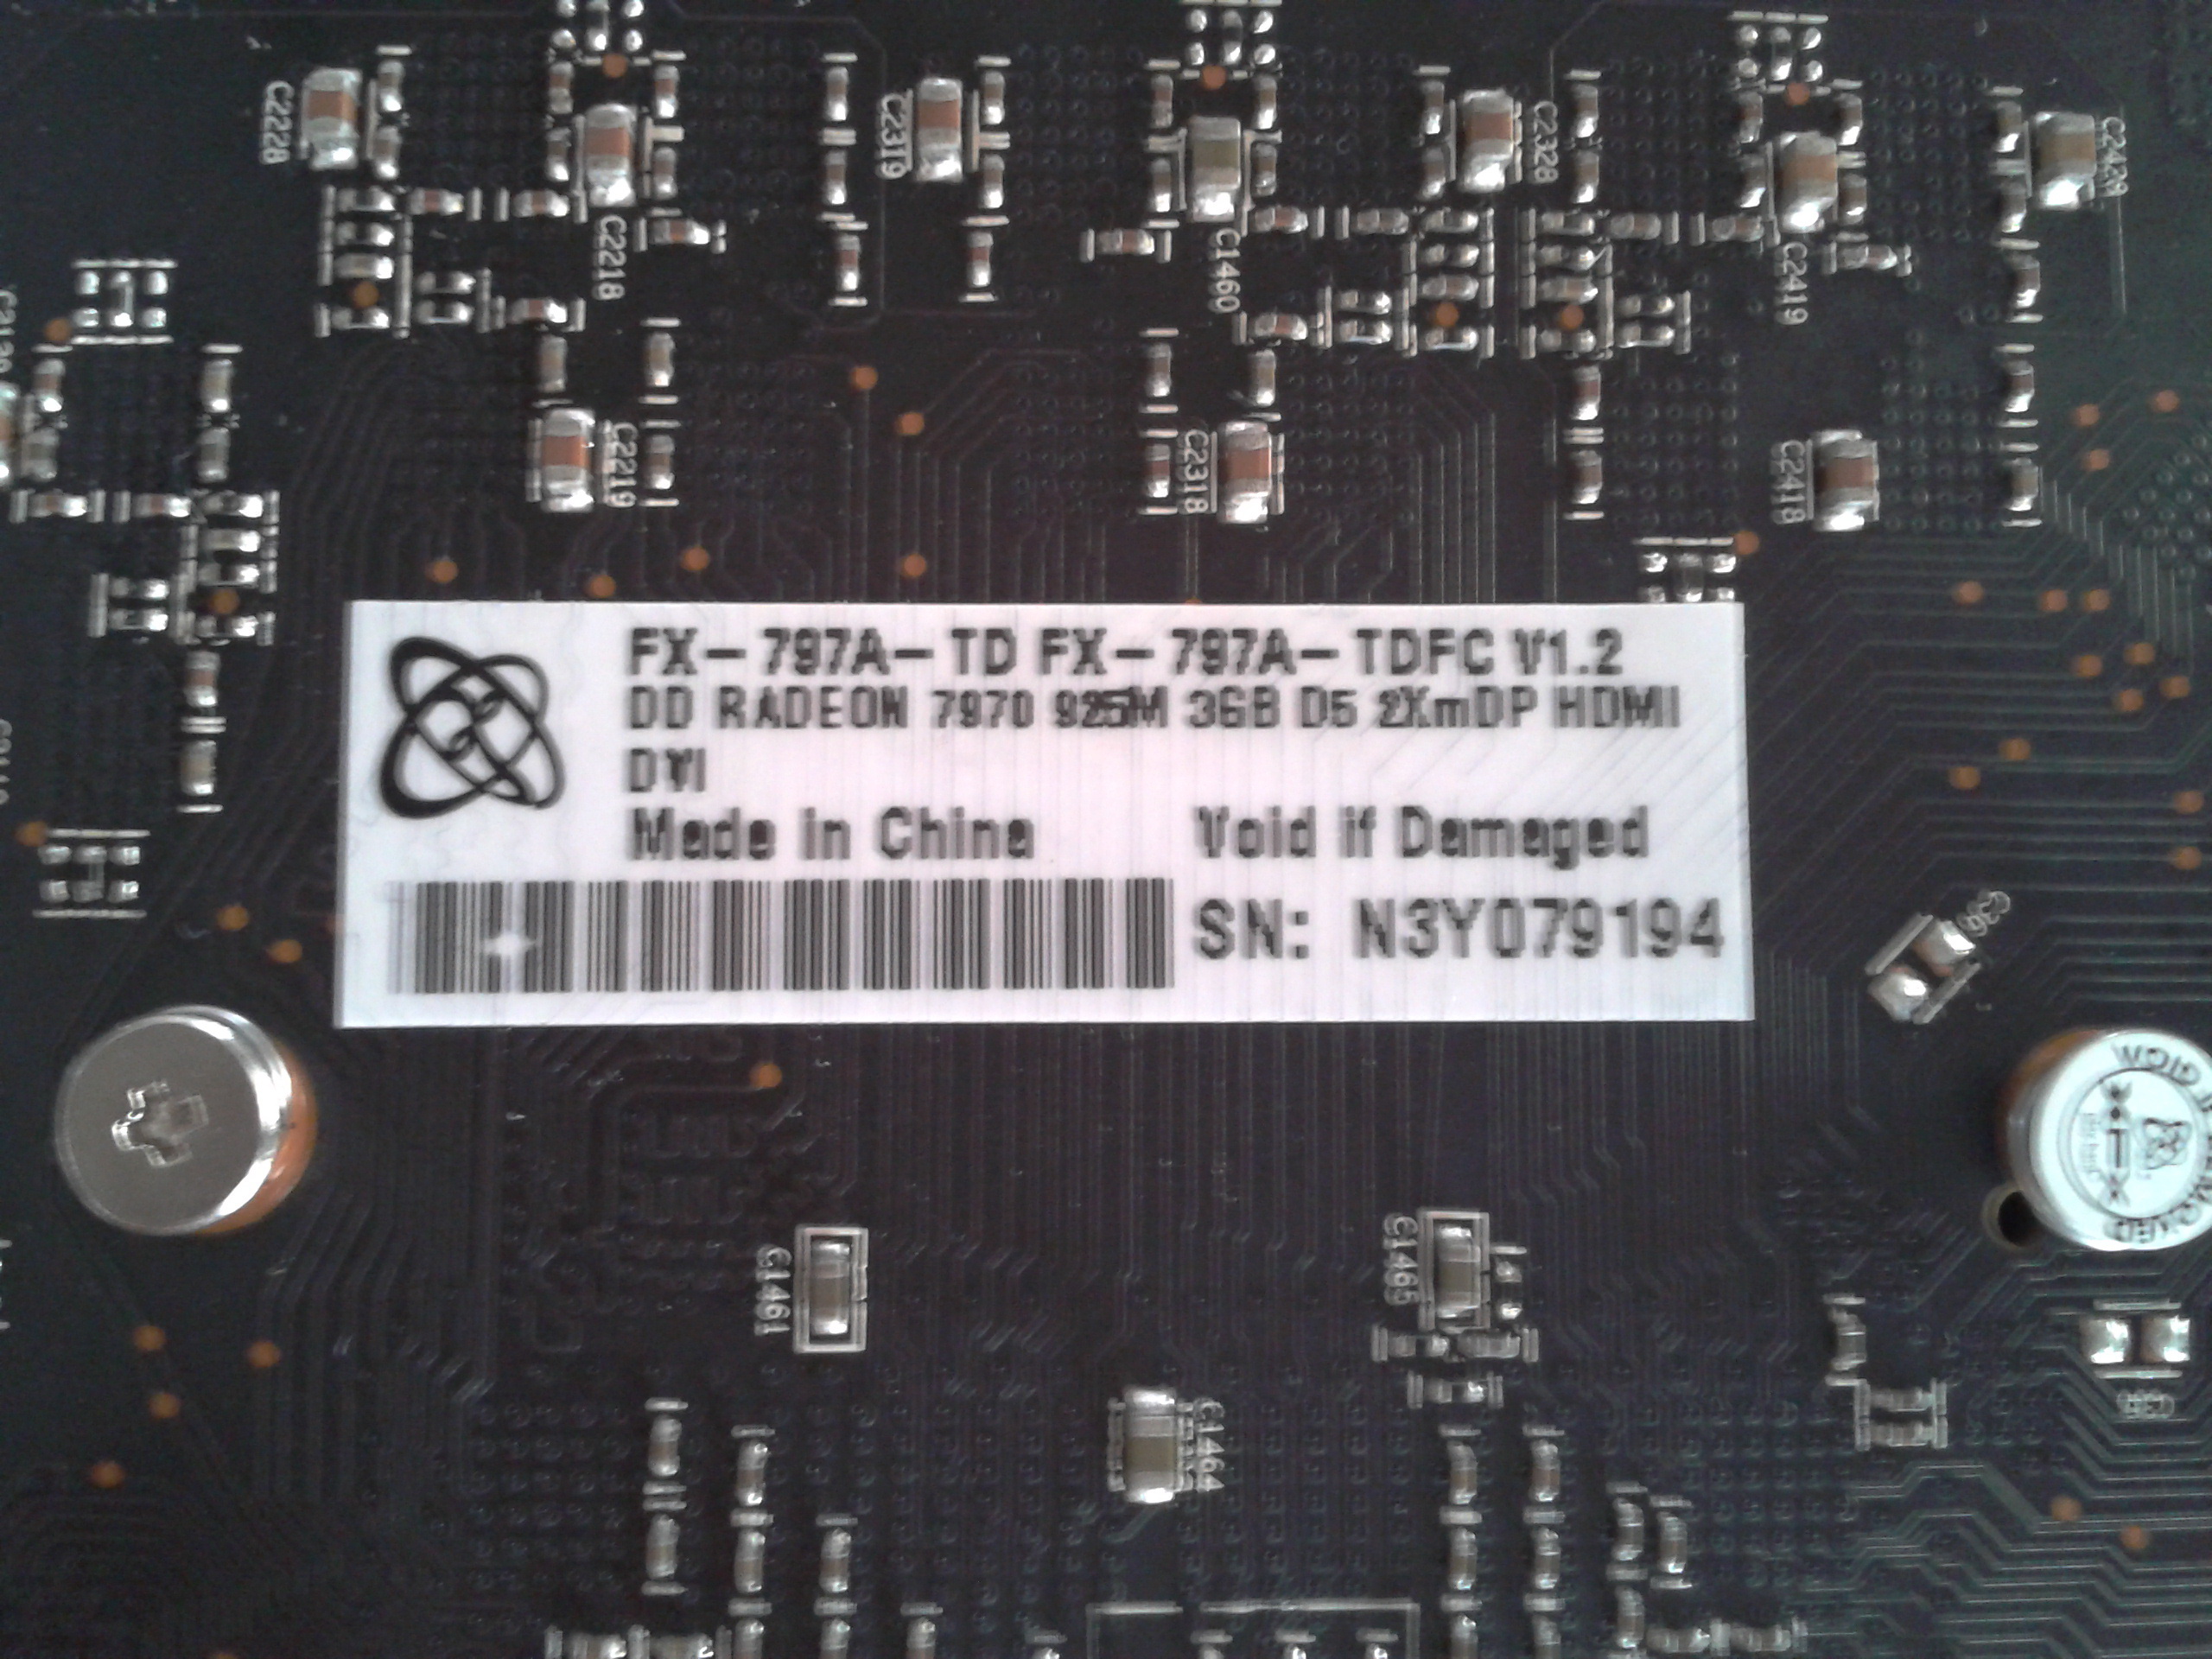 C2228
C2218
C2319
C1460
C2328
C2419
C2429
C2219
C2318
C2418
FX-797A-TD FX-797A-TDFC V1.2
DD RADEON 7970 925M 3GB D5 2XmDP HDMI
DVI
Made in China Void if Damaged
SN: N3Y079194
C1461
C1465
C1464